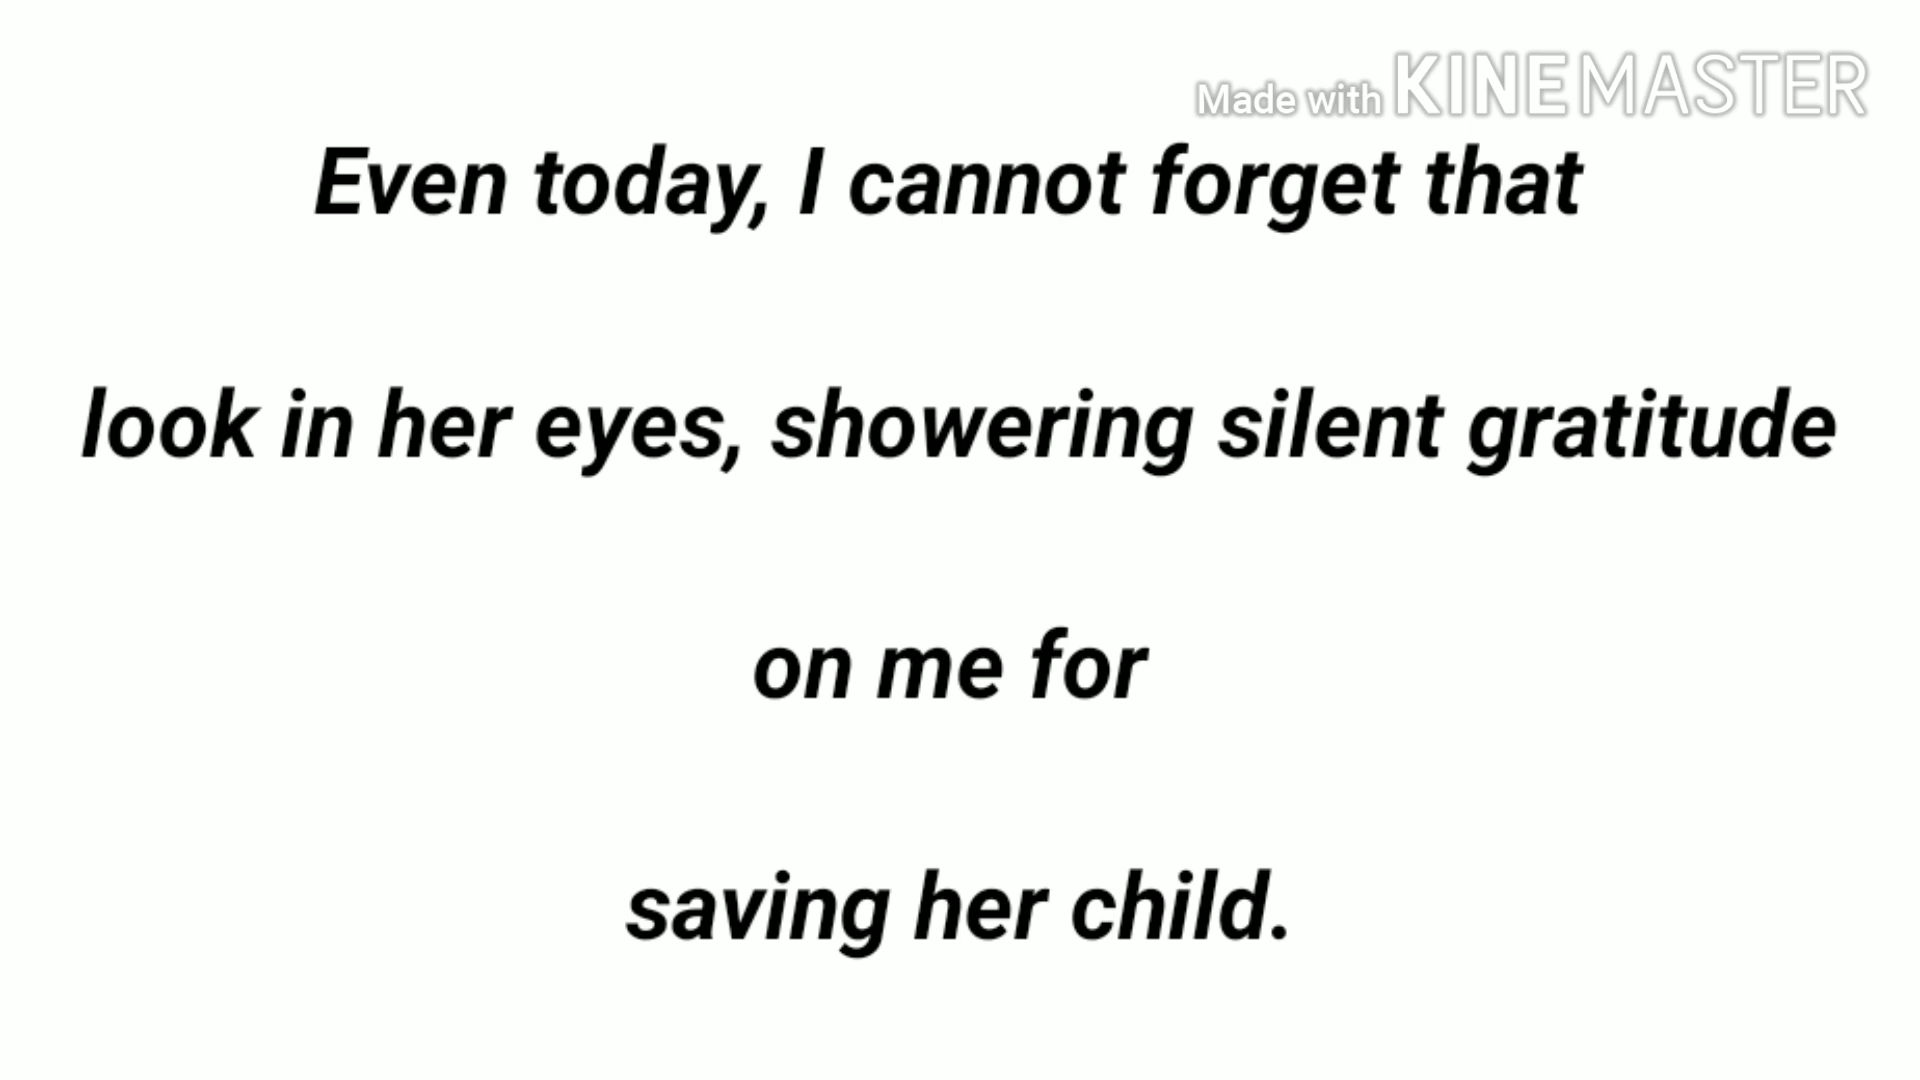 Made with KINEMASTER
Even today, I cannot forget that
look in her eyes, showering silent gratitude
on me for
saving her child.